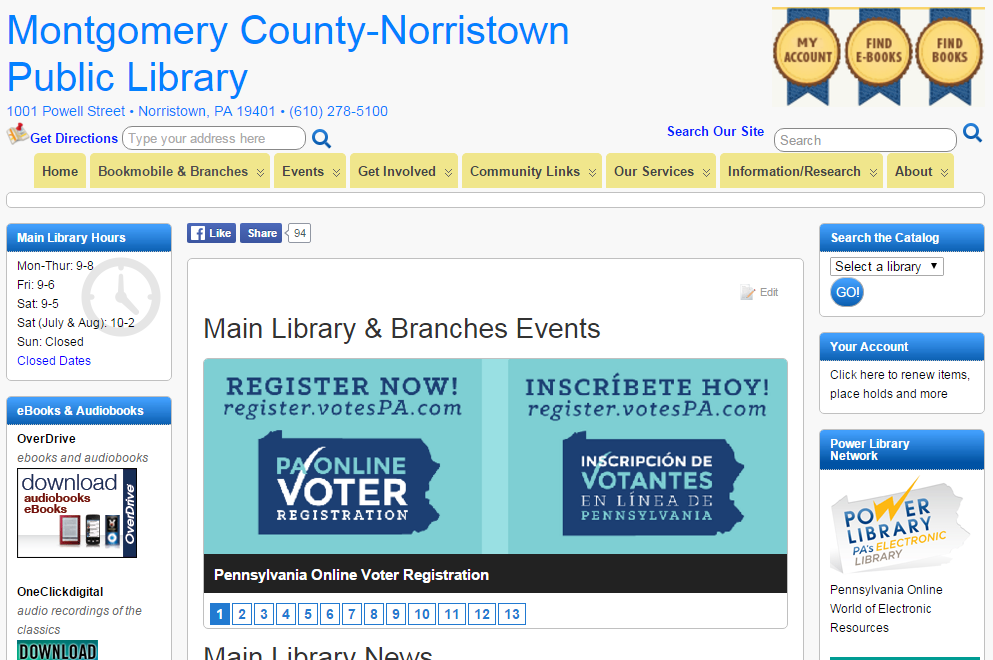 Montgomery County-Norristown
Public Library
1001 Powell Street • Norristown, PA 19401 • (610) 278-5100
MY ACCOUNT
FIND E-BOOKS
FIND BOOKS
Get Directions Type your address here
Search Our Site Search
Home Bookmobile & Branches Events Get Involved Community Links Our Services Information/Research About
Main Library Hours
Mon-Thur: 9-8
Fri: 9-6
Sat: 9-5
Sat (July & Aug): 10-2
Sun: Closed
Closed Dates
eBooks & Audiobooks
OverDrive
ebooks and audiobooks
download
audiobooks
eBooks
OverDrive
OneClickdigital
audio recordings of the
classics
DOWNLOAD
Like Share 94
Edit
Main Library & Branches Events
REGISTER NOW!
register.votesPA.com
PA ONLINE
VOTER
REGISTRATION
INSCRÍBETE HOY!
register.votesPA.com
INSCRIPCIÓN DE
VOTANTES
EN LÍNEA DE
PENNSYLVANIA
Pennsylvania Online Voter Registration
1 2 3 4 5 6 7 8 9 10 11 12 13
Main Library News
Search the Catalog
Select a library
GO!
Your Account
Click here to renew items,
place holds and more
Power Library
Network
POWER
LIBRARY
PA's ELECTRONIC
LIBRARY
Pennsylvania Online
World of Electronic
Resources